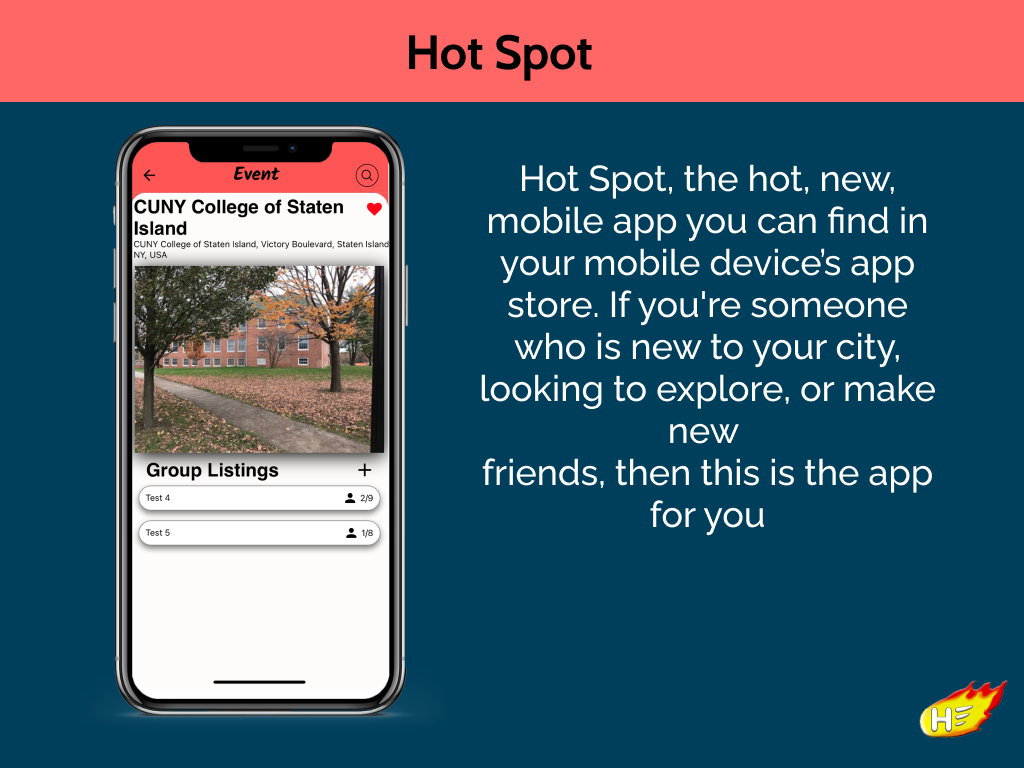 Hot Spot
Event
CUNY College of Staten
Island
CUNY College of Staten Island, Victory Boulevard, Staten Island
NY, USA
Group Listings
Test 4
2/9
Test 5
1/8
Hot Spot, the hot, new,
mobile app you can find in
your mobile device’s app
store. If you're someone
who is new to your city,
looking to explore, or make
new
friends, then this is the app
for you
H